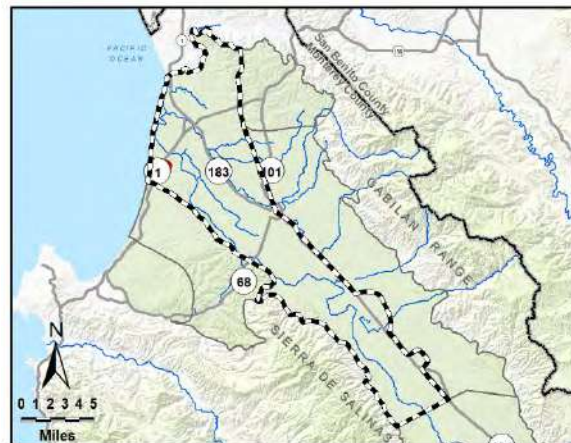 1
PACIFIC
OCEAN
San Benito County
Monterey County
1
183
101
GABILAN RANGE
68
SIERRA DE SALINAS
N
0 1 2 3 4 5
Miles